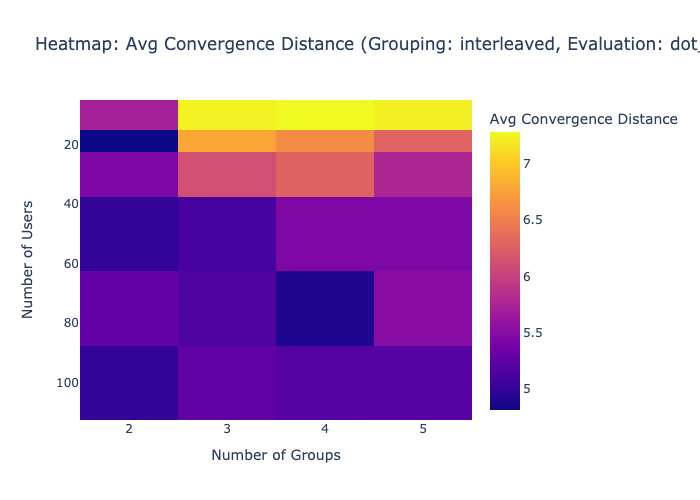 Heatmap: Avg Convergence Distance (Grouping: interleaved, Evaluation: dot_
Avg Convergence Distance
7
6.5
6
5.5
5
Number of Users
20
40
60
80
100
2 3 4 5
Number of Groups